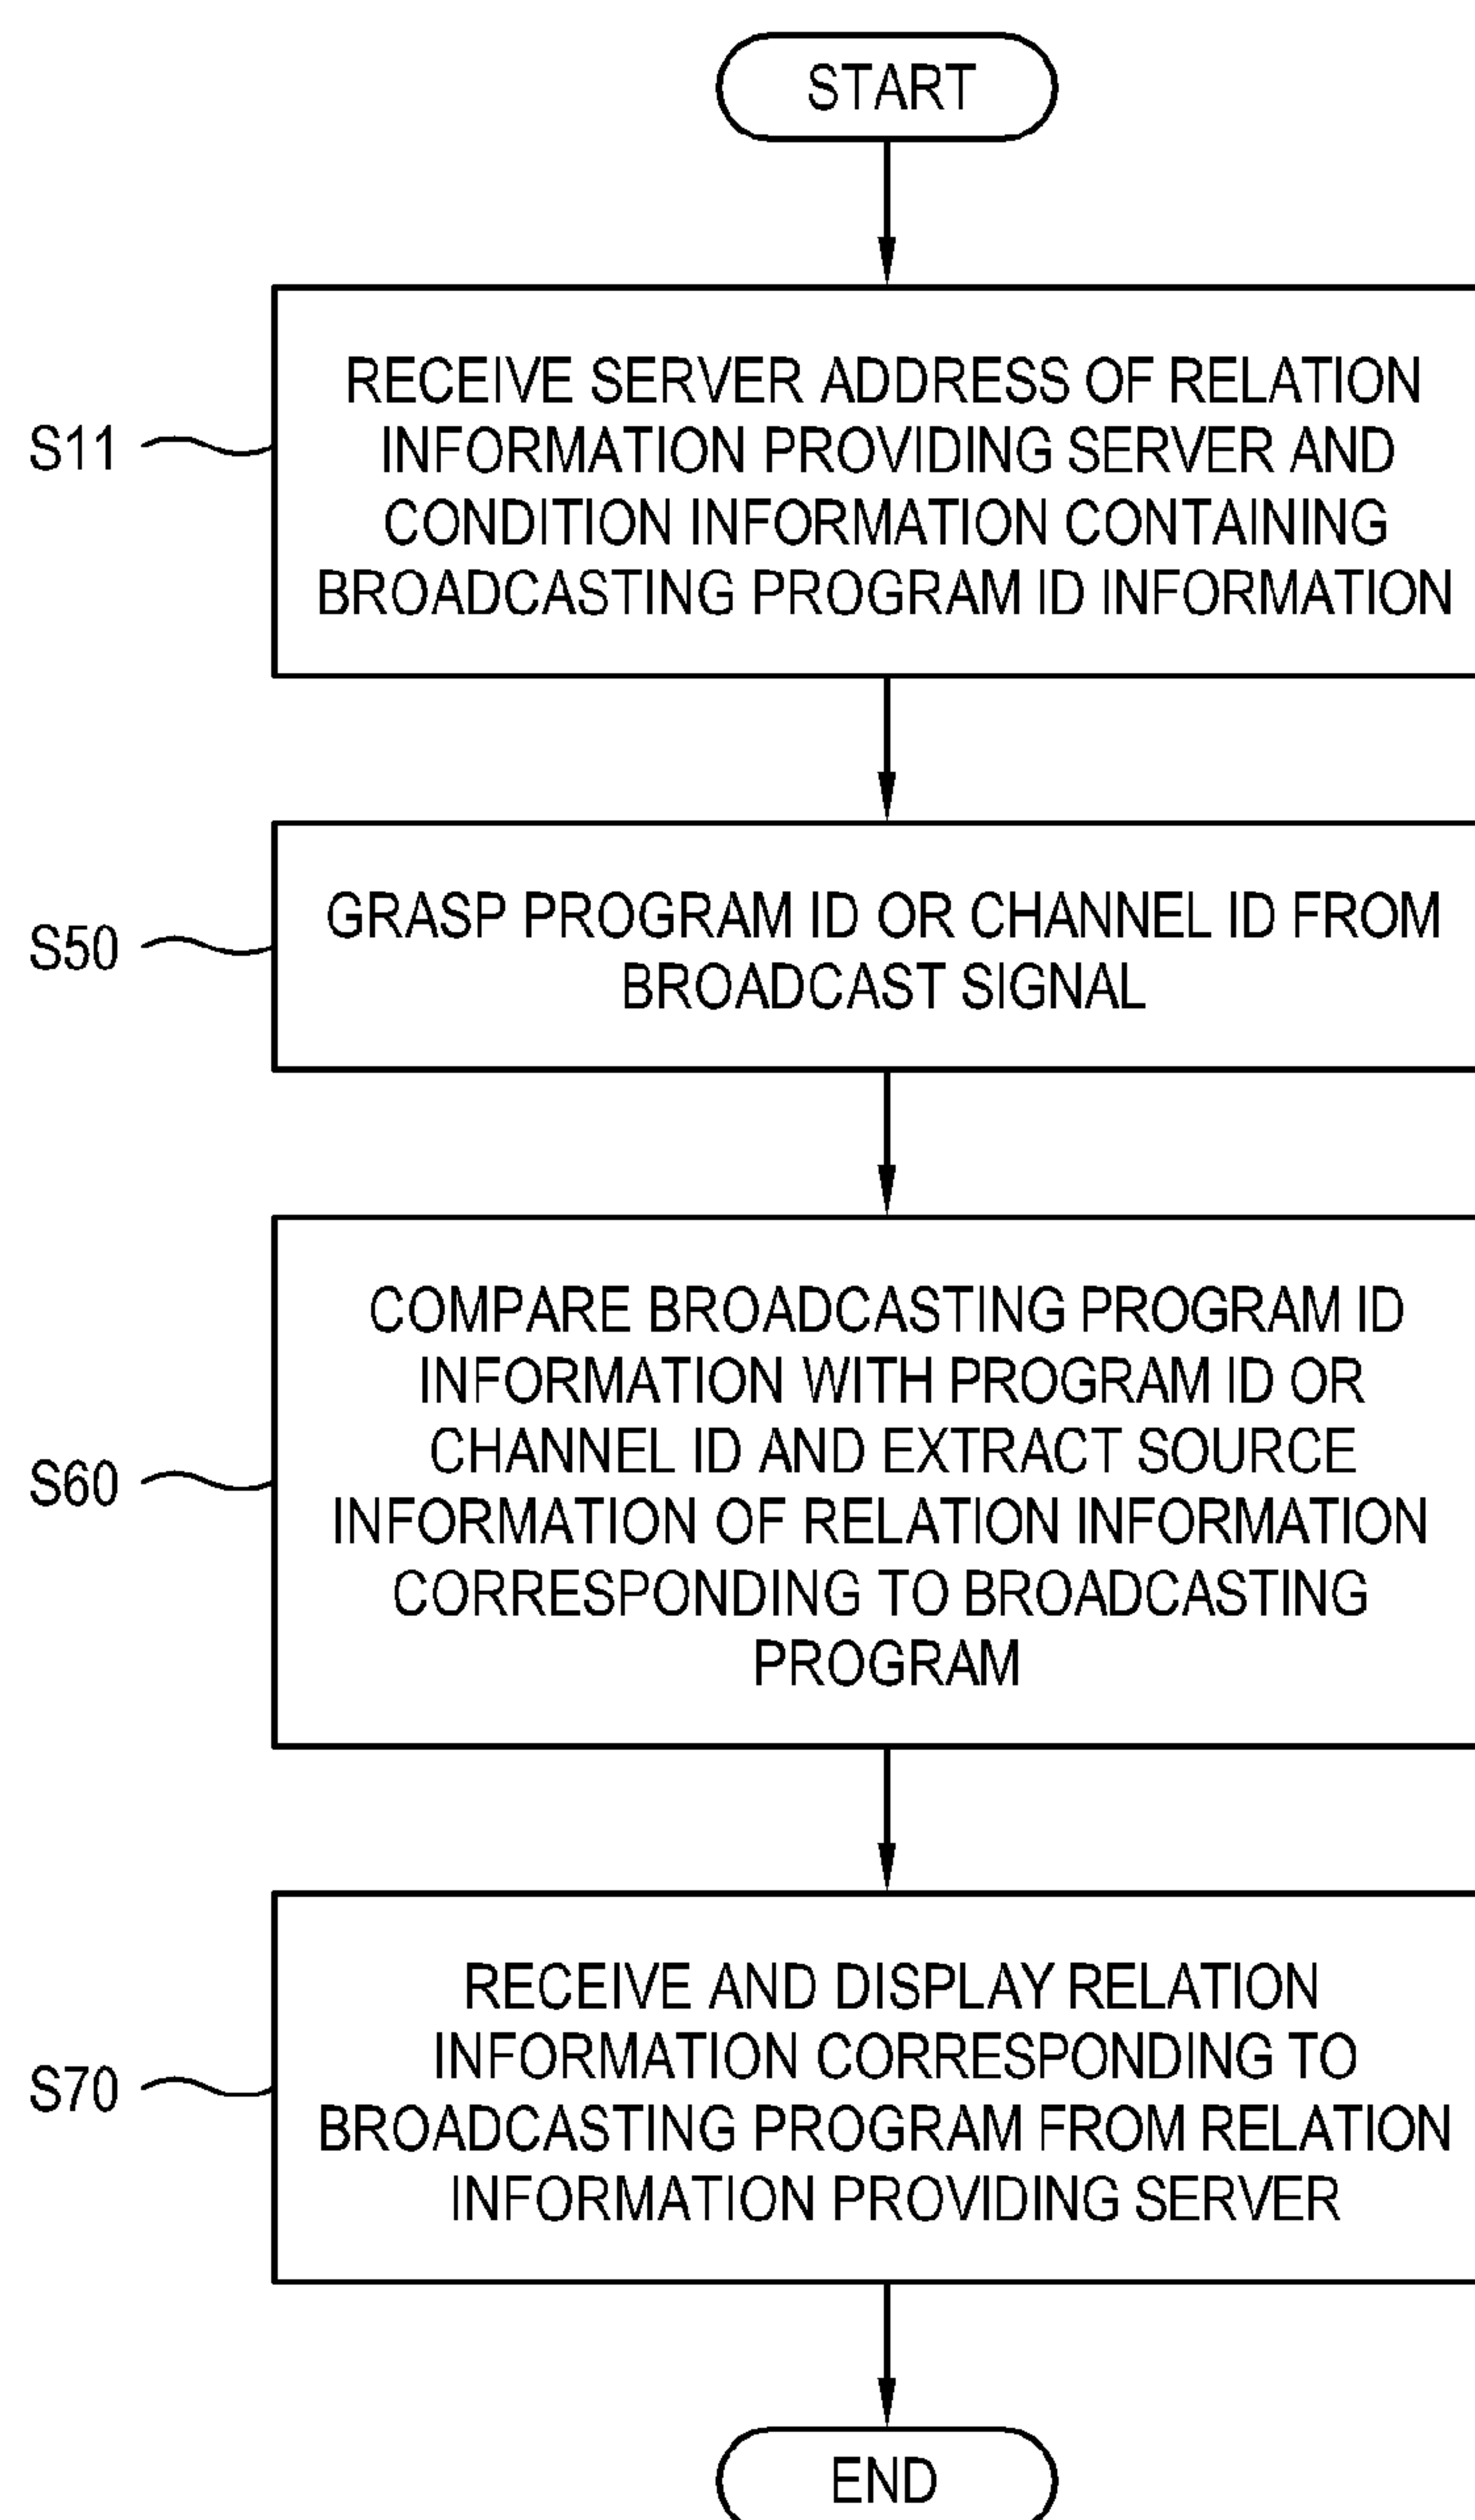 START
S11
RECEIVE SERVER ADDRESS OF RELATION
INFORMATION PROVIDING SERVER AND
CONDITION INFORMATION CONTAINING
BROADCASTING PROGRAM ID INFORMATION
S50
GRASP PROGRAM ID OR CHANNEL ID FROM
BROADCAST SIGNAL
S60
COMPARE BROADCASTING PROGRAM ID
INFORMATION WITH PROGRAM ID OR
CHANNEL ID AND EXTRACT SOURCE
INFORMATION OF RELATION INFORMATION
CORRESPONDING TO BROADCASTING
PROGRAM
S70
RECEIVE AND DISPLAY RELATION
INFORMATION CORRESPONDING TO
BROADCASTING PROGRAM FROM RELATION
INFORMATION PROVIDING SERVER
END